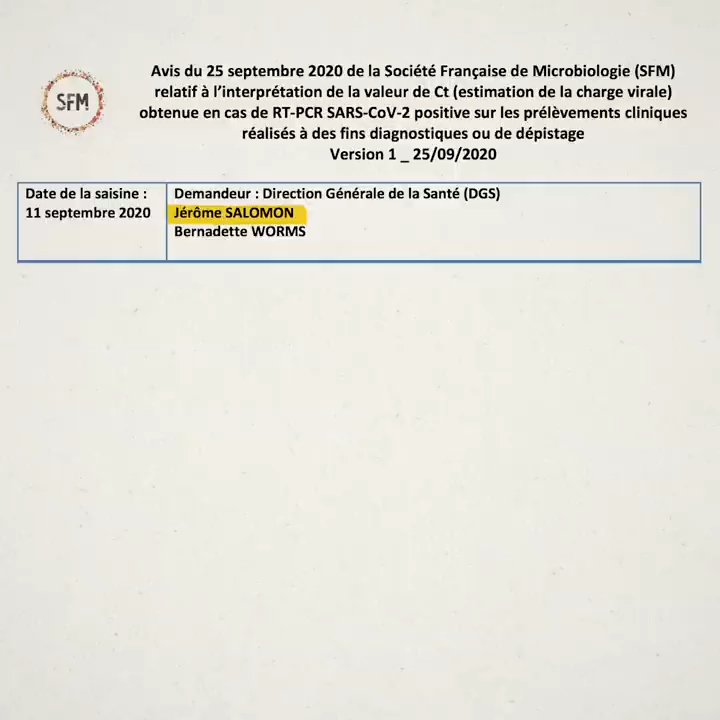 SFM
Avis du 25 septembre 2020 de la Société Française de Microbiologie (SFM)
relatif à l'interprétation de la valeur de Ct (estimation de la charge virale)
obtenue en cas de RT-PCR SARS-CoV-2 positive sur les prélèvements cliniques
réalisés à des fins diagnostiques ou de dépistage
Version 1 _ 25/09/2020
Date de la saisine :
11 septembre 2020
Demandeur : Direction Générale de la Santé (DGS)
Jérôme SALOMON
Bernadette WORMS